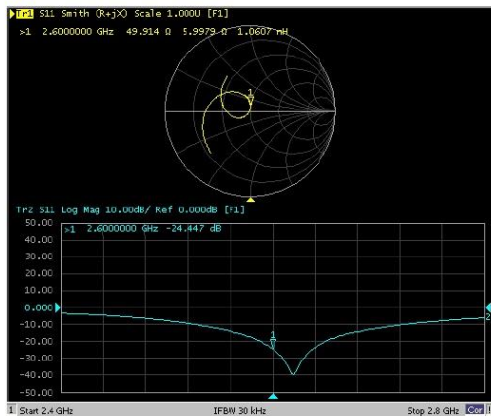 Tr1 S11 Smith (R+jX) Scale 1.000U [F1]
>1 2.6000000 GHz 49.914 Ω 5.9979 Ω 1.0607 mH
1
Tr2 S11 Log Mag 10.00dB/ Ref 0.000dB [F1]
50.00
>1 2.6000000 GHz -24.447 dB
40.00
30.00
20.00
10.00
0.000
2
-10.00
-20.00
1
-30.00
-40.00
-50.00
1 Start 2.4 GHz IFBW 30 kHz Stop 2.8 GHz Cor